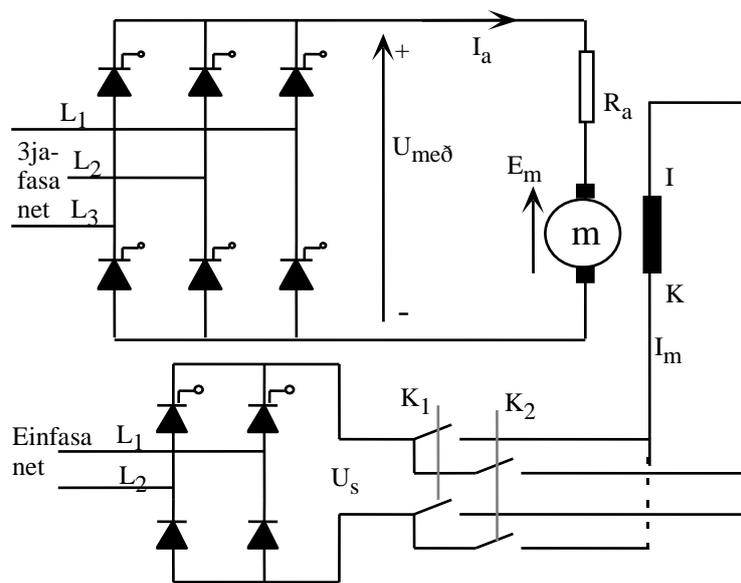 I_a
+
R_a
L_1
3ja-
fasa
net
L_2
L_3
U_með
E_m
m
I
K
-
I_m
K_1
K_2
Einfasa
net
L_1
L_2
U_s